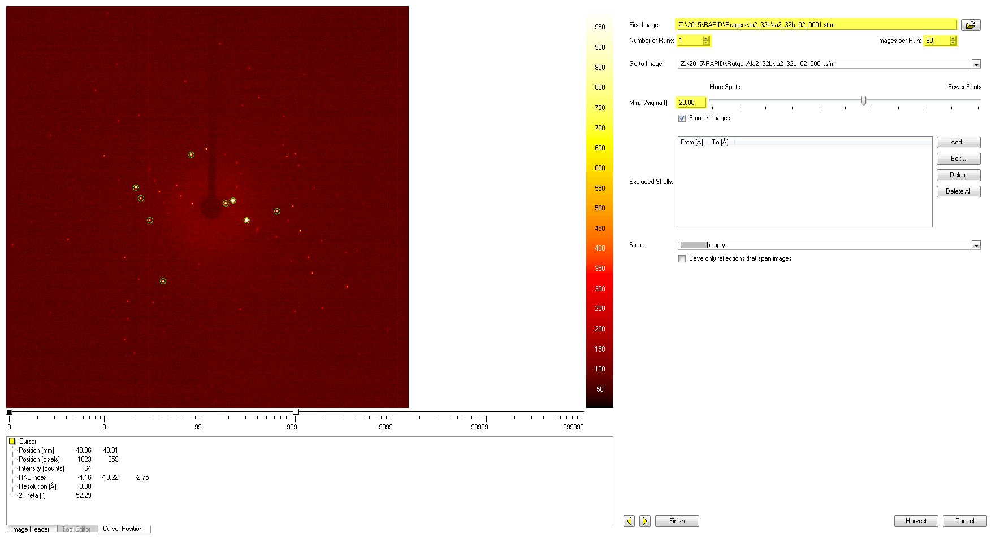 First Image: Z:\2015\RAPID\Rutgers\la2_32b\la2_32b_02_0001.sfrm
Number of Runs: 1 Images per Run: 90
Go to Image: Z:\2015\RAPID\Rutgers\la2_32b\la2_32b_02_0001.sfrm
More Spots Fewer Spots
Min. I/sigma(I): 20.00
Smooth images
From [Å] To [Å]
Add...
Edit...
Delete
Delete All
Excluded Shells:
Store: empty
Save only reflections that span images
950
900
850
800
750
700
650
600
550
500
450
400
350
300
250
200
150
100
50
0 9 99 999 9999 99999 999999
Cursor
Position [mm] 49.06 43.01
Position [pixels] 1023 959
Intensity [counts] 64
HKL index -4.16 -10.22 -2.75
Resolution [Å] 0.88
2Theta [°] 52.29
Image Header Tool Editor Cursor Position
Finish Harvest Cancel